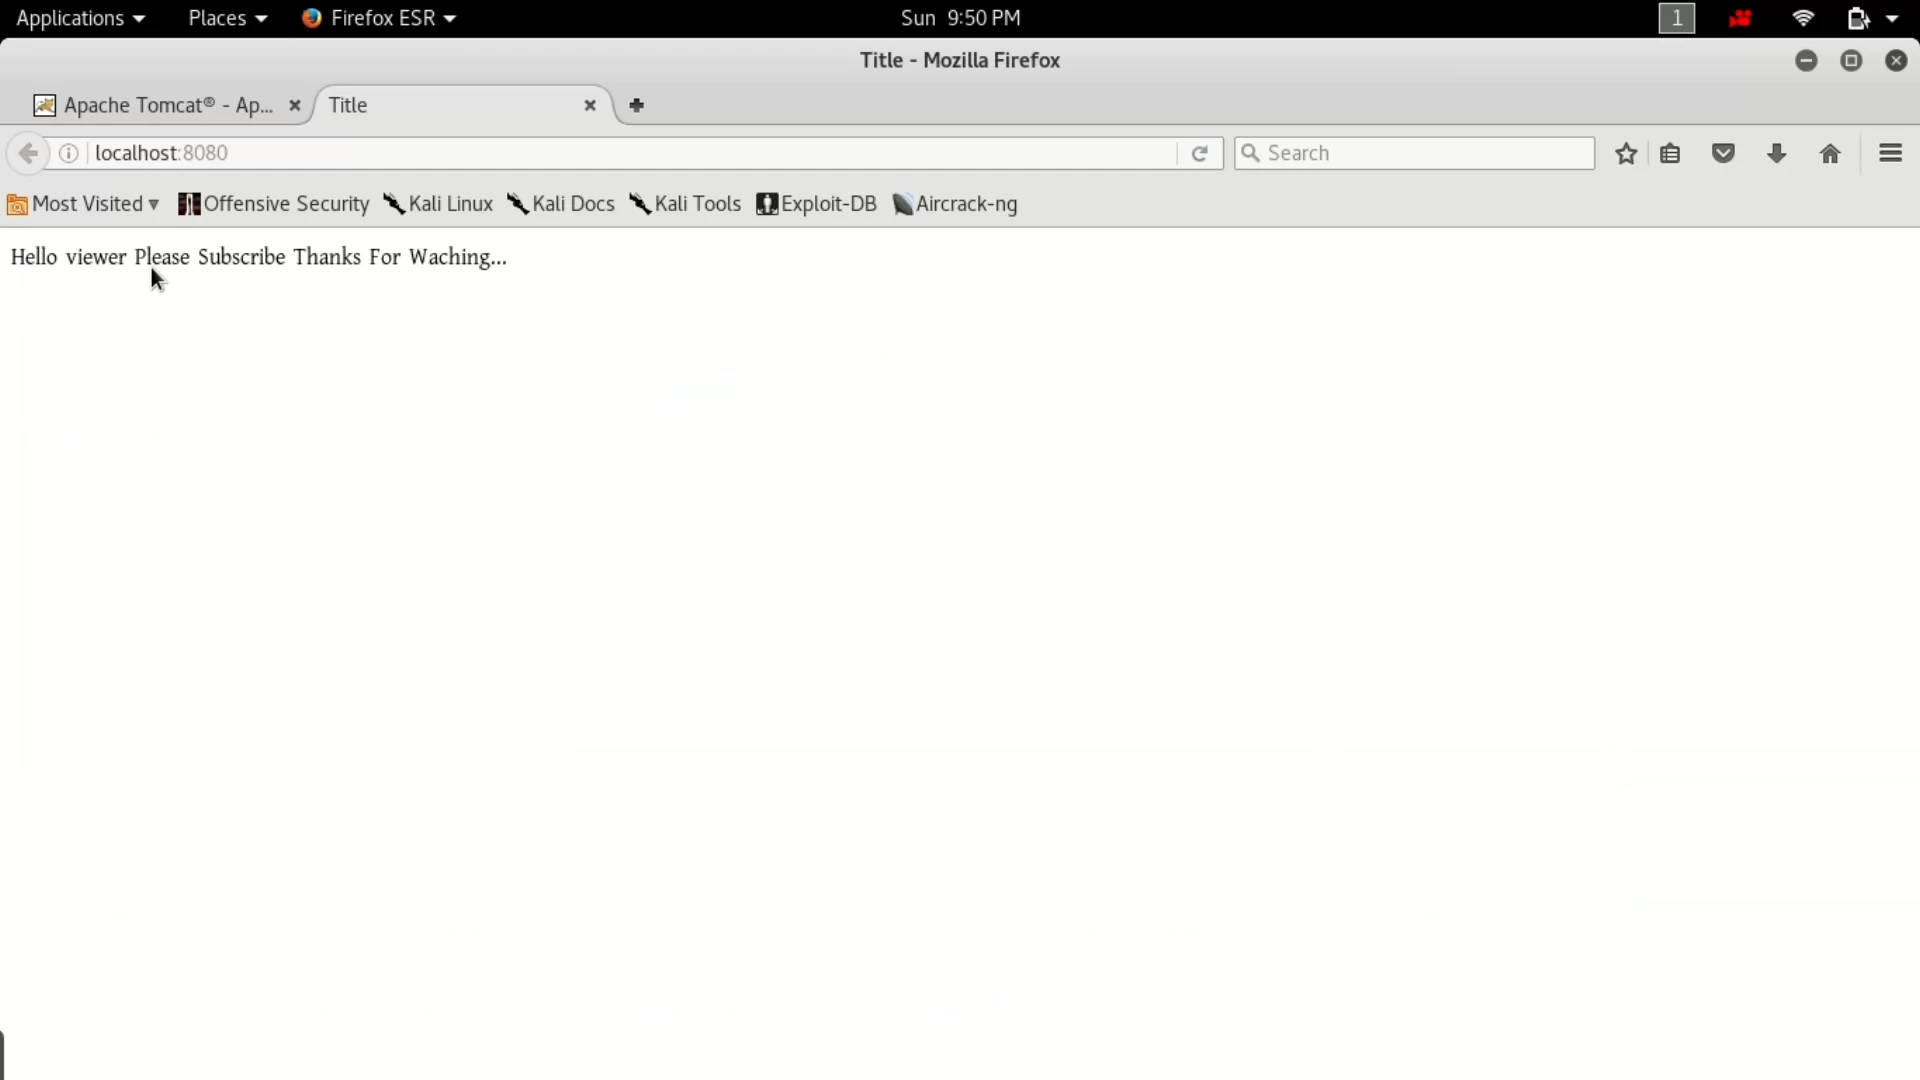 Applications Places Firefox ESR Sun 9:50 PM 1
Title - Mozilla Firefox
Apache Tomcat® - Ap... Title
localhost:8080 Search
Most Visited Offensive Security Kali Linux Kali Docs Kali Tools Exploit-DB Aircrack-ng
Hello viewer Please Subscribe Thanks For Waching...